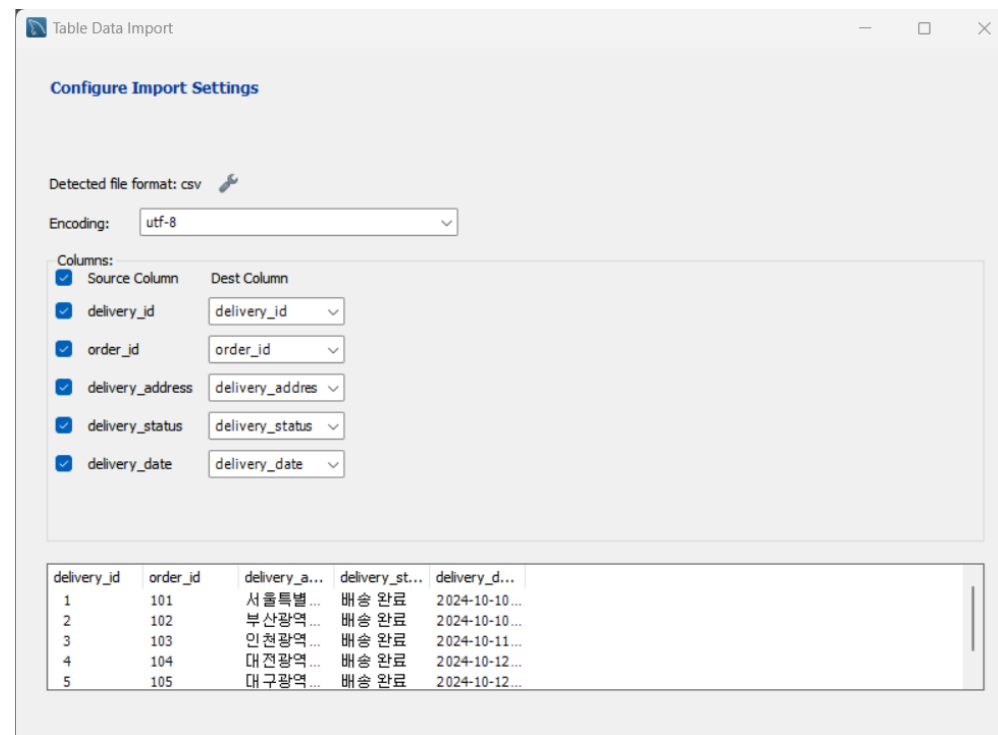 Table Data Import
Configure Import Settings
Detected file format: csv
Encoding: utf-8
Columns:
Source Column Dest Column
delivery_id delivery_id
order_id order_id
delivery_address delivery_addres
delivery_status delivery_status
delivery_date delivery_date
delivery_id order_id delivery_a... delivery_st... delivery_d...
1 101 서울특별... 배송 완료 2024-10-10...
2 102 부산광역... 배송 완료 2024-10-10...
3 103 인천광역... 배송 완료 2024-10-11...
4 104 대전광역... 배송 완료 2024-10-12...
5 105 대구광역... 배송 완료 2024-10-12...